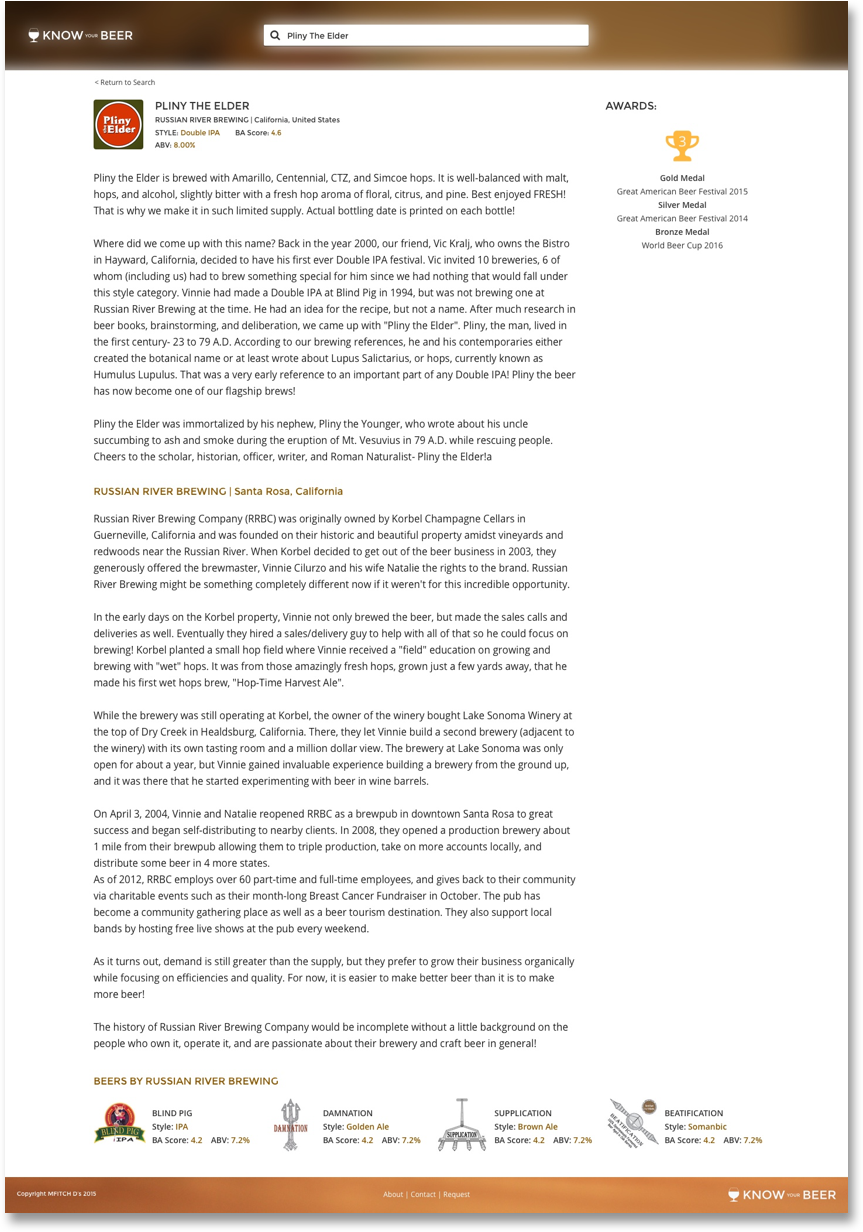 KNOW YOUR BEER
Pliny The Elder
< Return to Search
Pliny
the
Elder
PLINY THE ELDER
RUSSIAN RIVER BREWING | California, United States
STYLE: Double IPA BA Score: 4.6
ABV: 8.00%
AWARDS:
3
Gold Medal
Great American Beer Festival 2015
Silver Medal
Great American Beer Festival 2014
Bronze Medal
World Beer Cup 2016
Pliny the Elder is brewed with Amarillo, Centennial, CTZ, and Simcoe hops. It is well-balanced with malt,
hops, and alcohol, slightly bitter with a fresh hop aroma of floral, citrus, and pine. Best enjoyed FRESH!
That is why we make it in such limited supply. Actual bottling date is printed on each bottle!
Where did we come up with this name? Back in the year 2000, our friend, Vic Kralj, who owns the Bistro
in Hayward, California, decided to have his first ever Double IPA festival. Vic invited 10 breweries, 6 of
whom (including us) had to brew something special for him since we had nothing that would fall under
this style category. Vinnie had made a Double IPA at Blind Pig in 1994, but was not brewing one at
Russian River Brewing at the time. He had an idea for the recipe, but not a name. After much research in
beer books, brainstorming, and deliberation, we came up with "Pliny the Elder". Pliny, the man, lived in
the first century- 23 to 79 A.D. According to our brewing references, he and his contemporaries either
created the botanical name or at least wrote about Lupus Salictarius, or hops, currently known as
Humulus Lupulus. That was a very early reference to an important part of any Double IPA! Pliny the beer
has now become one of our flagship brews!
Pliny the Elder was immortalized by his nephew, Pliny the Younger, who wrote about his uncle
succumbing to ash and smoke during the eruption of Mt. Vesuvius in 79 A.D. while rescuing people.
Cheers to the scholar, historian, officer, writer, and Roman Naturalist- Pliny the Elder!a
RUSSIAN RIVER BREWING | Santa Rosa, California
Russian River Brewing Company (RRBC) was originally owned by Korbel Champagne Cellars in
Guerneville, California and was founded on their historic and beautiful property amidst vineyards and
redwoods near the Russian River. When Korbel decided to get out of the beer business in 2003, they
generously offered the brewmaster, Vinnie Cilurzo and his wife Natalie the rights to the brand. Russian
River Brewing might be something completely different now if it weren't for this incredible opportunity.
In the early days on the Korbel property, Vinnie not only brewed the beer, but made the sales calls and
deliveries as well. Eventually they hired a sales/delivery guy to help with all of that so he could focus on
brewing! Korbel planted a small hop field where Vinnie received a "field" education on growing and
brewing with "wet" hops. It was from those amazingly fresh hops, grown just a few yards away, that he
made his first wet hops brew, "Hop-Time Harvest Ale".
While the brewery was still operating at Korbel, the owner of the winery bought Lake Sonoma Winery at
the top of Dry Creek in Healdsburg, California. There, they let Vinnie build a second brewery (adjacent to
the winery) with its own tasting room and a million dollar view. The brewery at Lake Sonoma was only
open for about a year, but Vinnie gained invaluable experience building a brewery from the ground up,
and it was there that he started experimenting with beer in wine barrels.
On April 3, 2004, Vinnie and Natalie reopened RRBC as a brewpub in downtown Santa Rosa to great
success and began self-distributing to nearby clients. In 2008, they opened a production brewery about
1 mile from their brewpub allowing them to triple production, take on more accounts locally, and
distribute some beer in 4 more states.
As of 2012, RRBC employs over 60 part-time and full-time employees, and gives back to their community
via charitable events such as their month-long Breast Cancer Fundraiser in October. The pub has
become a community gathering place as well as a beer tourism destination. They also support local
bands by hosting free live shows at the pub every weekend.
As it turns out, demand is still greater than the supply, but they prefer to grow their business organically
while focusing on efficiencies and quality. For now, it is easier to make better beer than it is to make
more beer!
The history of Russian River Brewing Company would be incomplete without a little background on the
people who own it, operate it, and are passionate about their brewery and craft beer in general!
BEERS BY RUSSIAN RIVER BREWING
BLIND PIG
IPA
BLIND PIG
Style: IPA
BA Score: 4.2 ABV: 7.2%
DAMNATION
DAMNATION
Style: Golden Ale
BA Score: 4.2 ABV: 7.2%
SUPPLICATION
SUPPLICATION
Style: Brown Ale
BA Score: 4.2 ABV: 7.2%
BEATIFICATION
BEATIFICATION
Style: Somanbic
BA Score: 4.2 ABV: 7.2%
Copyright MFITCH D's 2015
About | Contact | Request
KNOW YOUR BEER